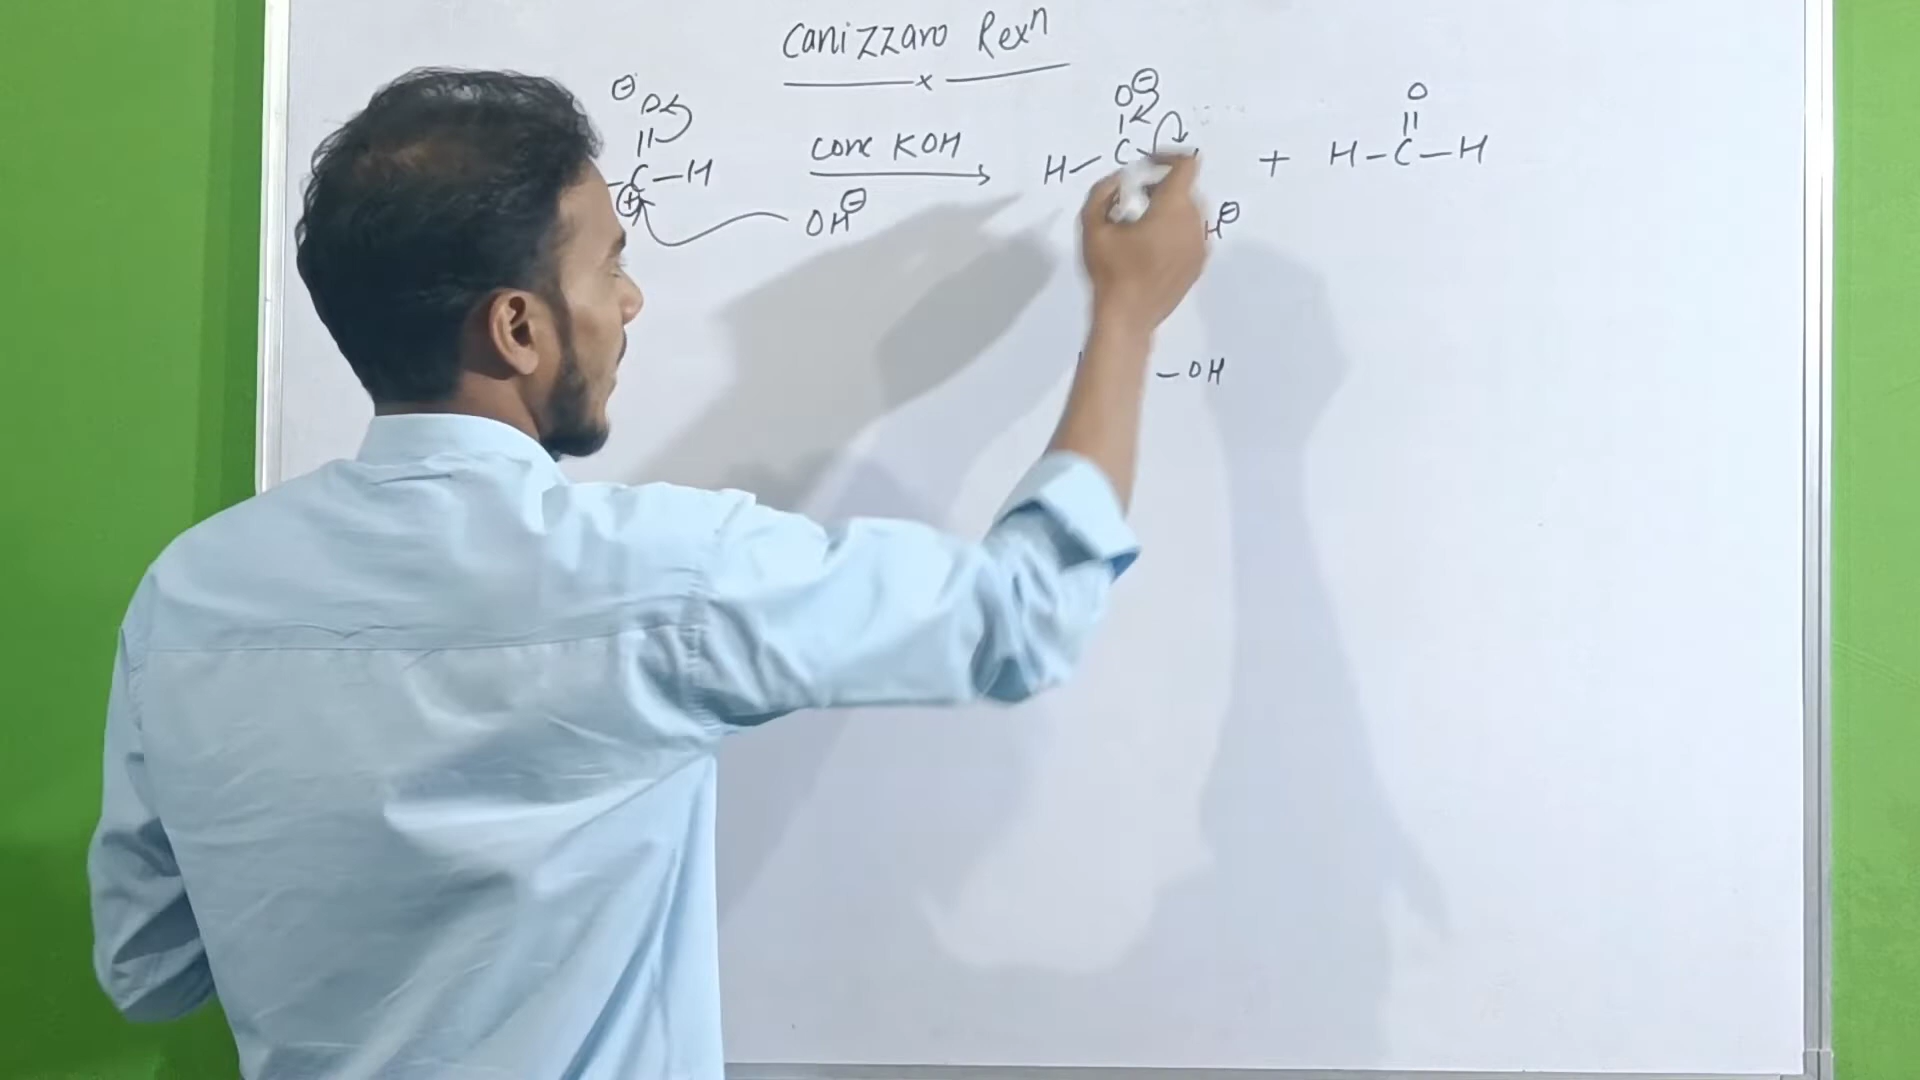 Canizzaro Rexⁿ
x
⊖ O O⊖ O
|| | ||
–C–H conc KOH H–C + H–C–H
⊕ OH⊖ H⊖
–OH